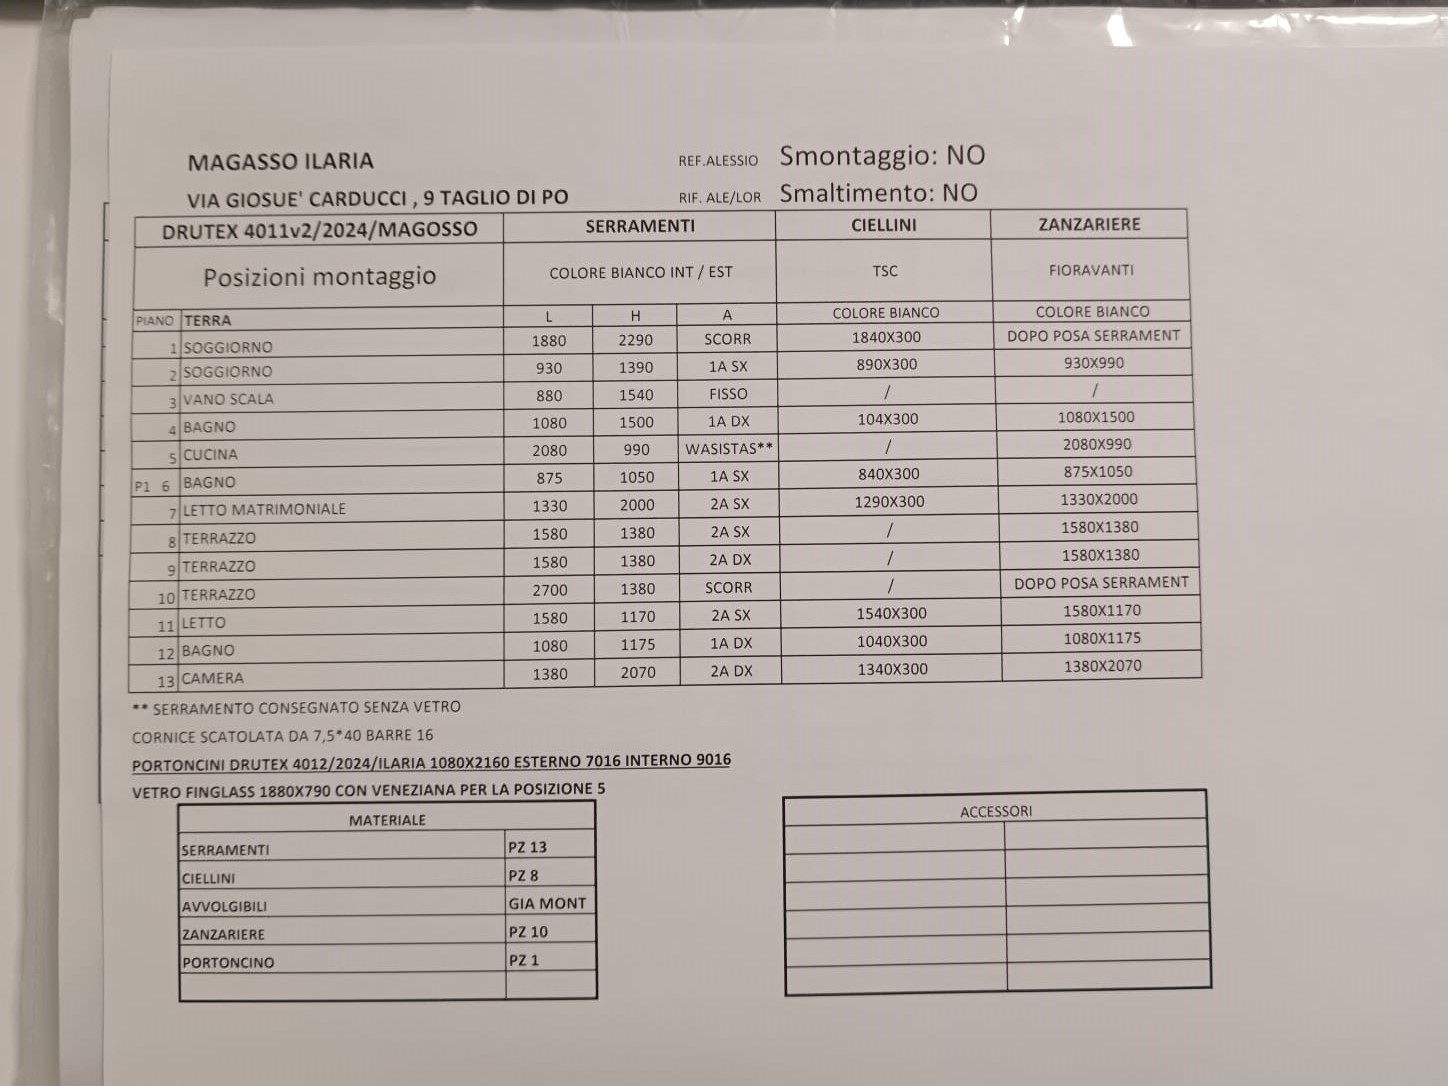 MAGASSO ILARIA REF.ALESSIO Smontaggio: NO
VIA GIOSUE' CARDUCCI , 9 TAGLIO DI PO RIF. ALE/LOR Smaltimento: NO
DRUTEX 4011v2/2024/MAGOSSO SERRAMENTI CIELLINI ZANZARIERE
Posizioni montaggio COLORE BIANCO INT / EST TSC FIORAVANTI
PIANO TERRA L H A COLORE BIANCO COLORE BIANCO
1 SOGGIORNO 1880 2290 SCORR 1840X300 DOPO POSA SERRAMENT
2 SOGGIORNO 930 1390 1A SX 890X300 930X990
3 VANO SCALA 880 1540 FISSO / /
4 BAGNO 1080 1500 1A DX 104X300 1080X1500
5 CUCINA 2080 990 WASISTAS** / 2080X990
P1 6 BAGNO 875 1050 1A SX 840X300 875X1050
7 LETTO MATRIMONIALE 1330 2000 2A SX 1290X300 1330X2000
8 TERRAZZO 1580 1380 2A SX / 1580X1380
9 TERRAZZO 1580 1380 2A DX / 1580X1380
10 TERRAZZO 2700 1380 SCORR / DOPO POSA SERRAMENT
11 LETTO 1580 1170 2A SX 1540X300 1580X1170
12 BAGNO 1080 1175 1A DX 1040X300 1080X1175
13 CAMERA 1380 2070 2A DX 1340X300 1380X2070
** SERRAMENTO CONSEGNATO SENZA VETRO
CORNICE SCATOLATA DA 7,5*40 BARRE 16
PORTONCINI DRUTEX 4012/2024/ILARIA 1080X2160 ESTERNO 7016 INTERNO 9016
VETRO FINGLASS 1880X790 CON VENEZIANA PER LA POSIZIONE 5
MATERIALE
SERRAMENTI PZ 13
CIELLINI PZ 8
AVVOLGIBILI GIA MONT
ZANZARIERE PZ 10
PORTONCINO PZ 1
ACCESSORI